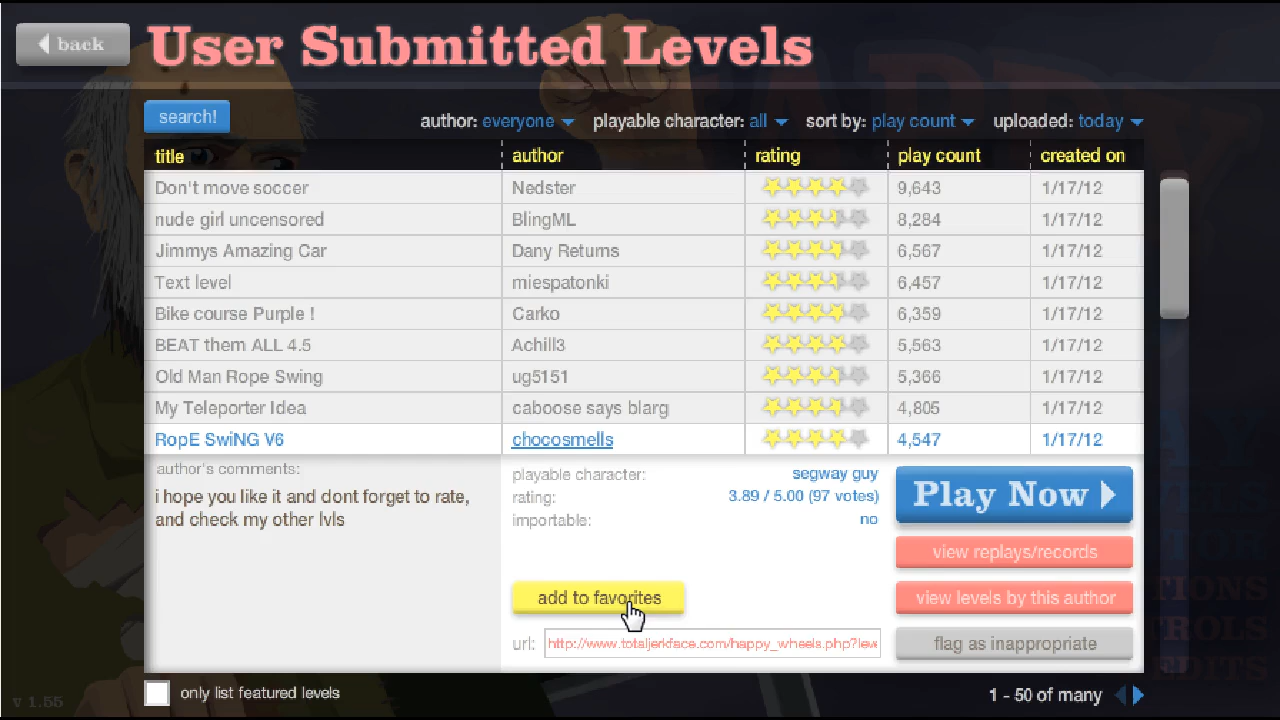 back
User Submitted Levels
search!
author: everyone playable character: all sort by: play count uploaded: today
title author rating play count created on
Don't move soccer Nedster 9,643 1/17/12
nude girl uncensored BlingML 8,284 1/17/12
Jimmys Amazing Car Dany Returns 6,567 1/17/12
Text level miespatonki 6,457 1/17/12
Bike course Purple ! Carko 6,359 1/17/12
BEAT them ALL 4.5 Achill3 5,563 1/17/12
Old Man Rope Swing ug5151 5,366 1/17/12
My Teleporter Idea caboose says blarg 4,805 1/17/12
RopE SwiNG V6 chocosmells 4,547 1/17/12
author's comments:
i hope you like it and dont forget to rate,
and check my other lvls
playable character: segway guy
rating: 3.89 / 5.00 (97 votes)
importable: no
add to favorites
url: http://www.totaljerkface.com/happy_wheels.php?leve
Play Now
view replays/records
view levels by this author
flag as inappropriate
v 1.55
only list featured levels
1 - 50 of many